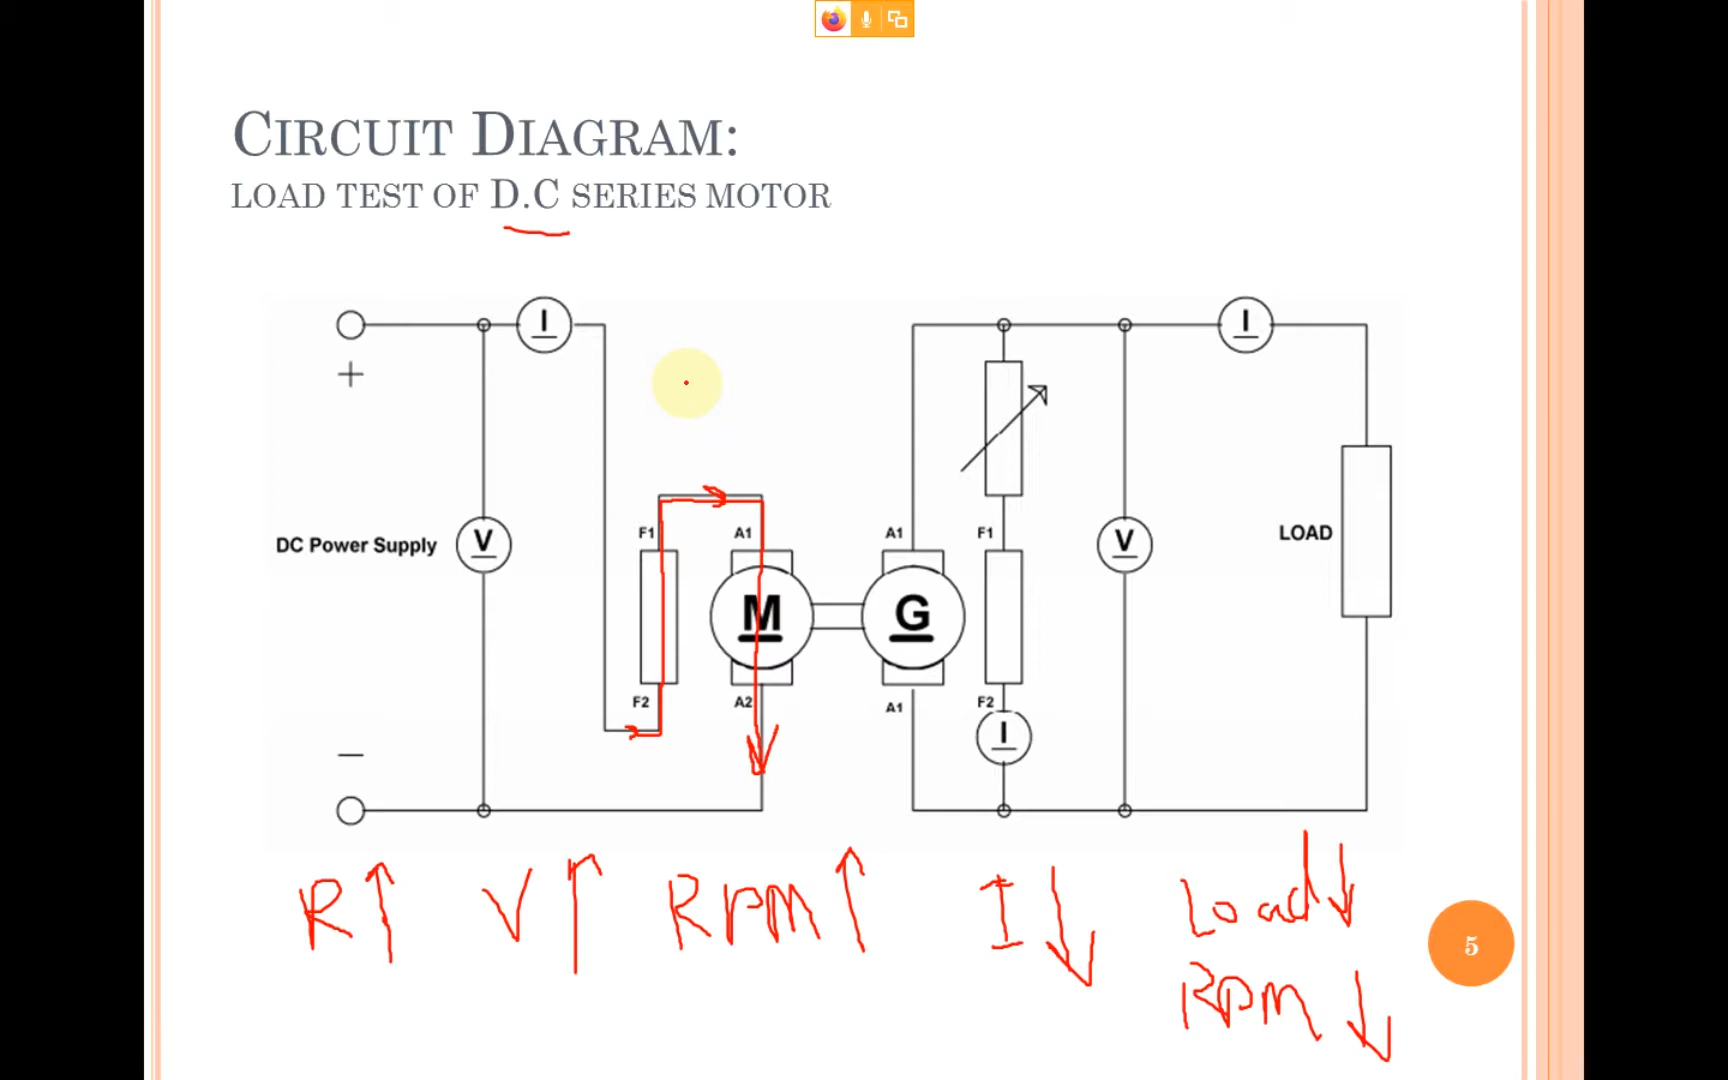 CIRCUIT DIAGRAM:
LOAD TEST OF D.C SERIES MOTOR
I
I
+
F1
A1
A1
F1
DC Power Supply
V
V
LOAD
M
G
F2
A2
A1
F2
I
−
R↑ V↑ RPM↑ I↓ Load↓
5
RPM↓